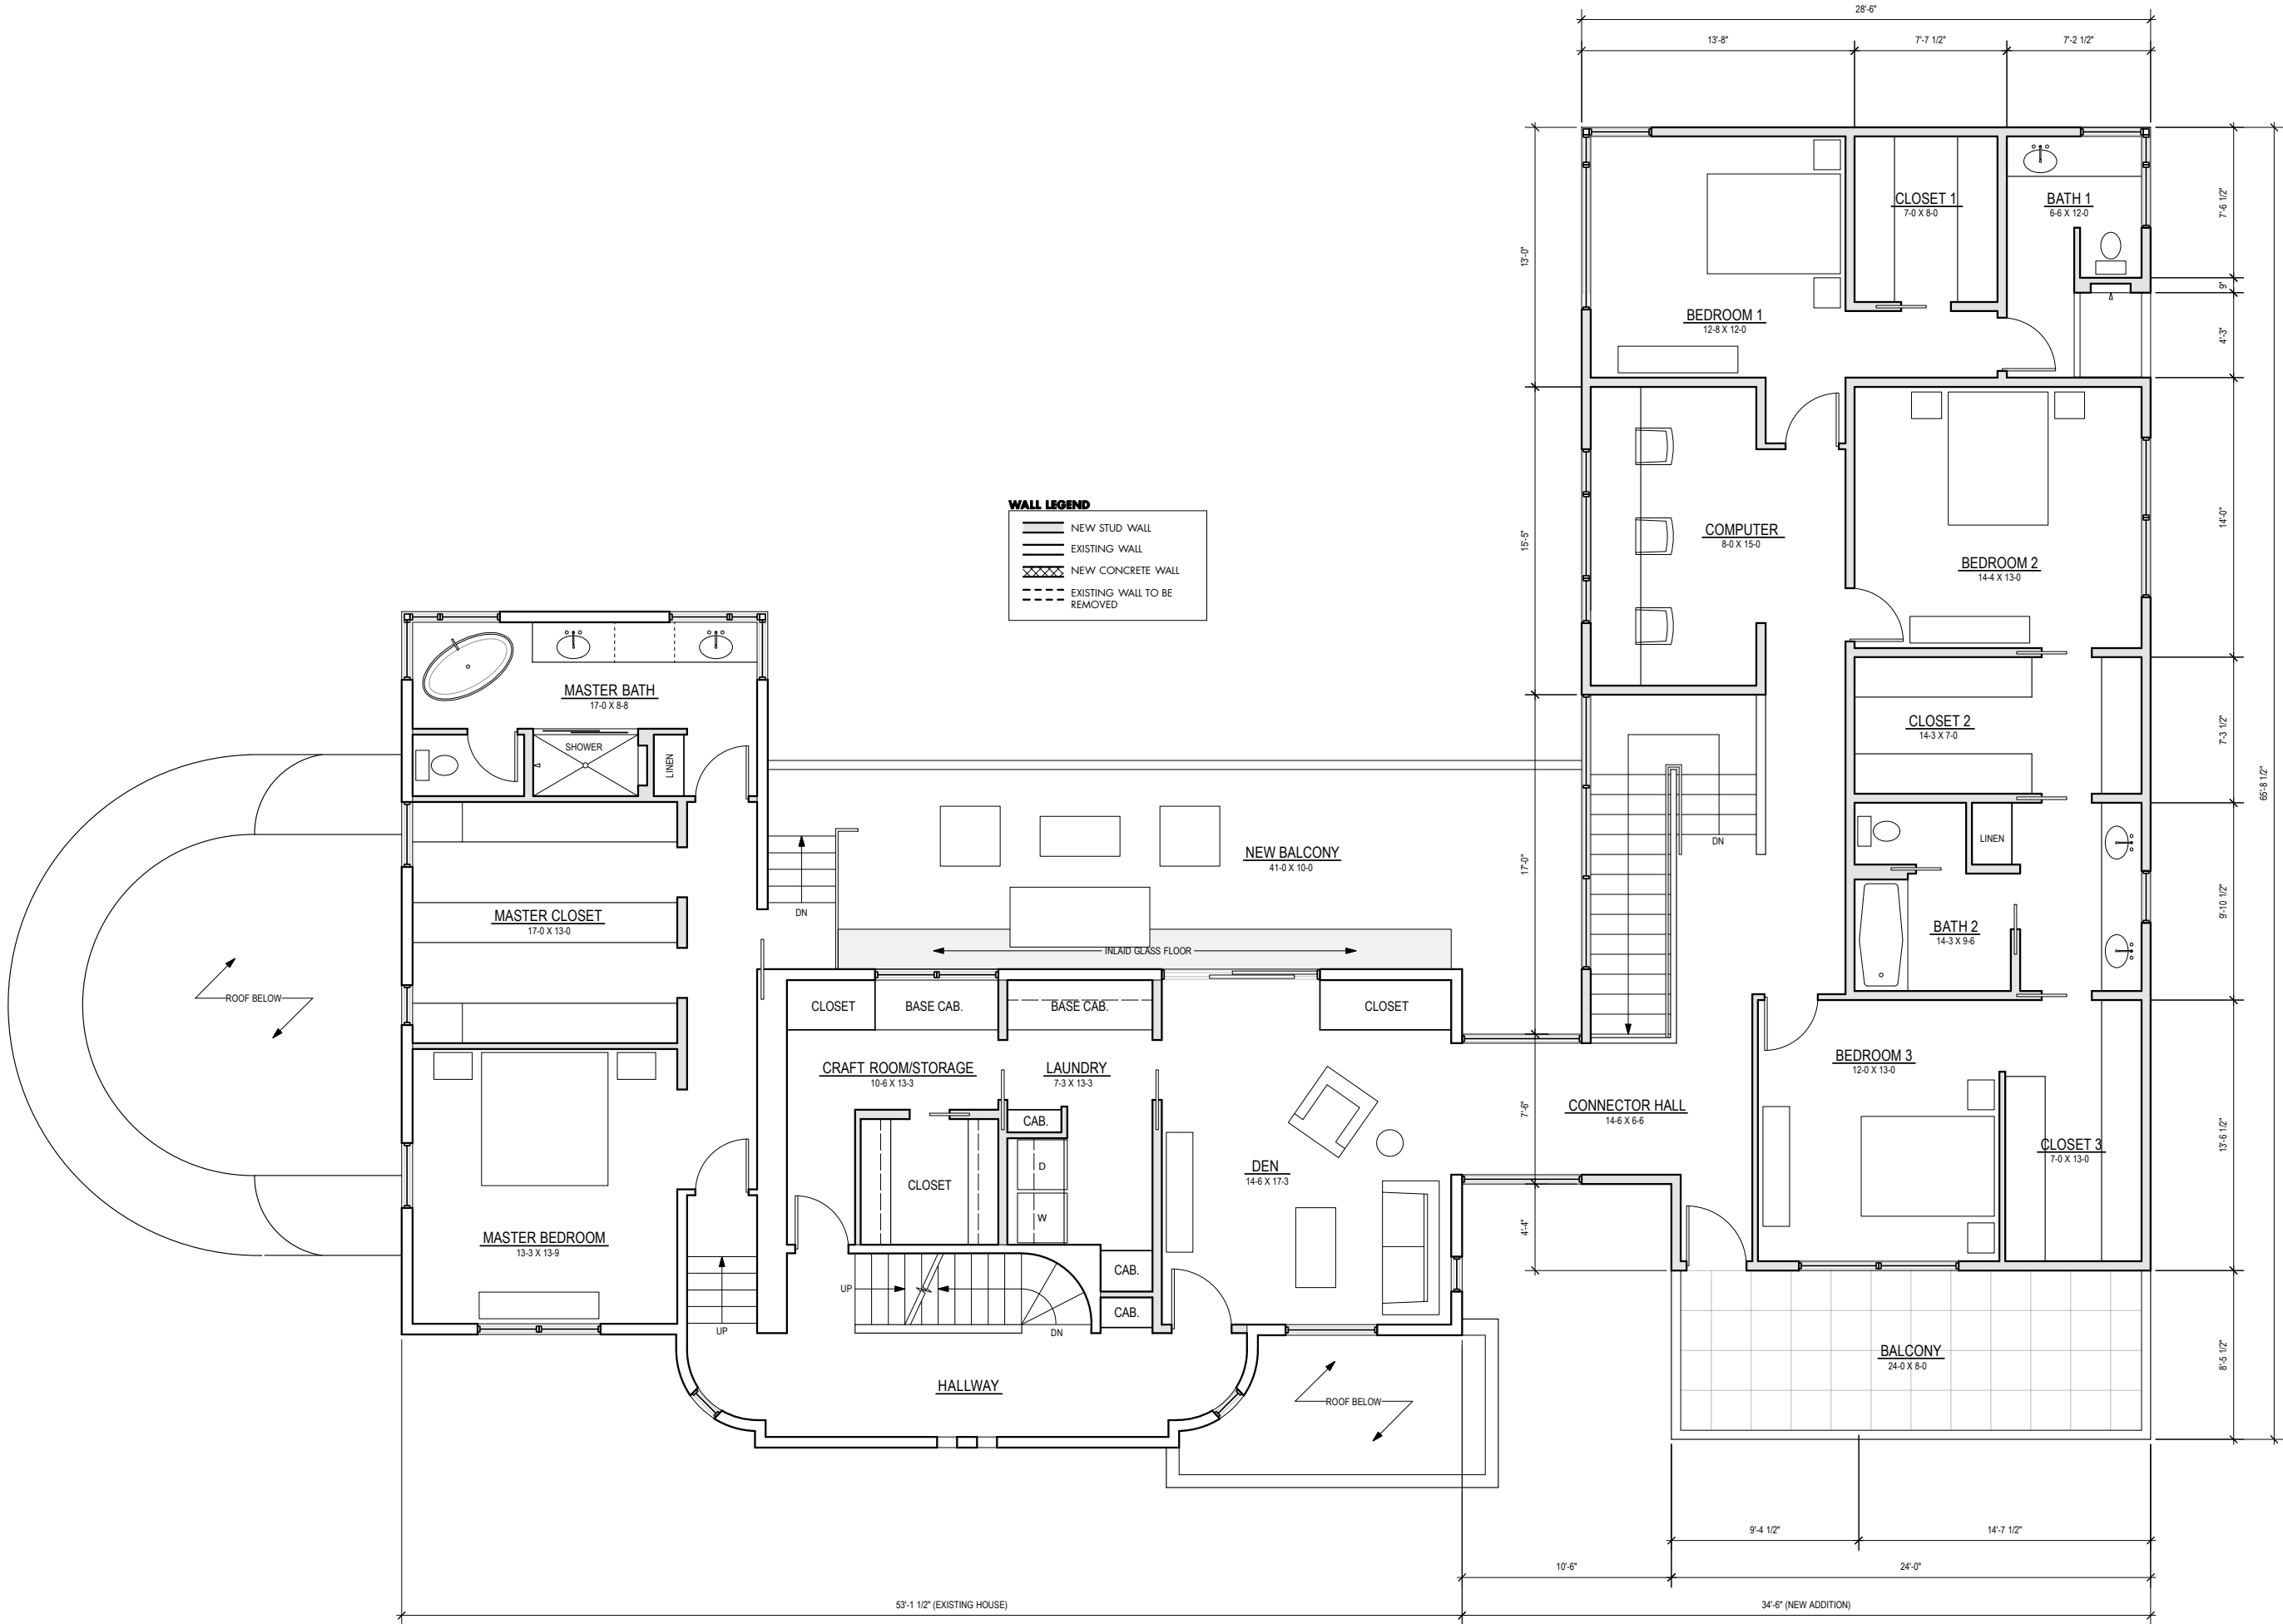 28'-6"
13'-8"
7'-7 1/2"
7'-2 1/2"
CLOSET 1
7-0 X 8-0
BATH 1
6-6 X 12-0
7'-6 1/2"
13'-0"
9"
BEDROOM 1
12-8 X 12-0
4'-3"
65'-8 1/2"
WALL LEGEND
NEW STUD WALL
EXISTING WALL
NEW CONCRETE WALL
EXISTING WALL TO BE
REMOVED
COMPUTER
8-0 X 15-0
15'-5"
BEDROOM 2
14-4 X 13-0
14'-0"
MASTER BATH
17-0 X 8-8
SHOWER
LINEN
CLOSET 2
14-3 X 7-0
7'-3 1/2"
DN
NEW BALCONY
41-0 X 10-0
17'-0"
LINEN
MASTER CLOSET
17-0 X 13-0
DN
BATH 2
14-3 X 9-6
9'-10 1/2"
INLAID GLASS FLOOR
ROOF BELOW
CLOSET
BASE CAB.
BASE CAB.
CLOSET
CRAFT ROOM/STORAGE
10-6 X 13-3
LAUNDRY
7-3 X 13-3
BEDROOM 3
12-0 X 13-0
CAB.
7'-6"
CONNECTOR HALL
14-6 X 6-6
CLOSET 3
7-0 X 13-0
13'-6 1/2"
D
DEN
14-6 X 17-3
CLOSET
W
MASTER BEDROOM
13-3 X 13-9
4'-4"
CAB.
UP
CAB.
UP
DN
BALCONY
24-0 X 8-0
8'-5 1/2"
HALLWAY
ROOF BELOW
9'-4 1/2"
14'-7 1/2"
10'-6"
24'-0"
53'-1 1/2" (EXISTING HOUSE)
34'-6" (NEW ADDITION)